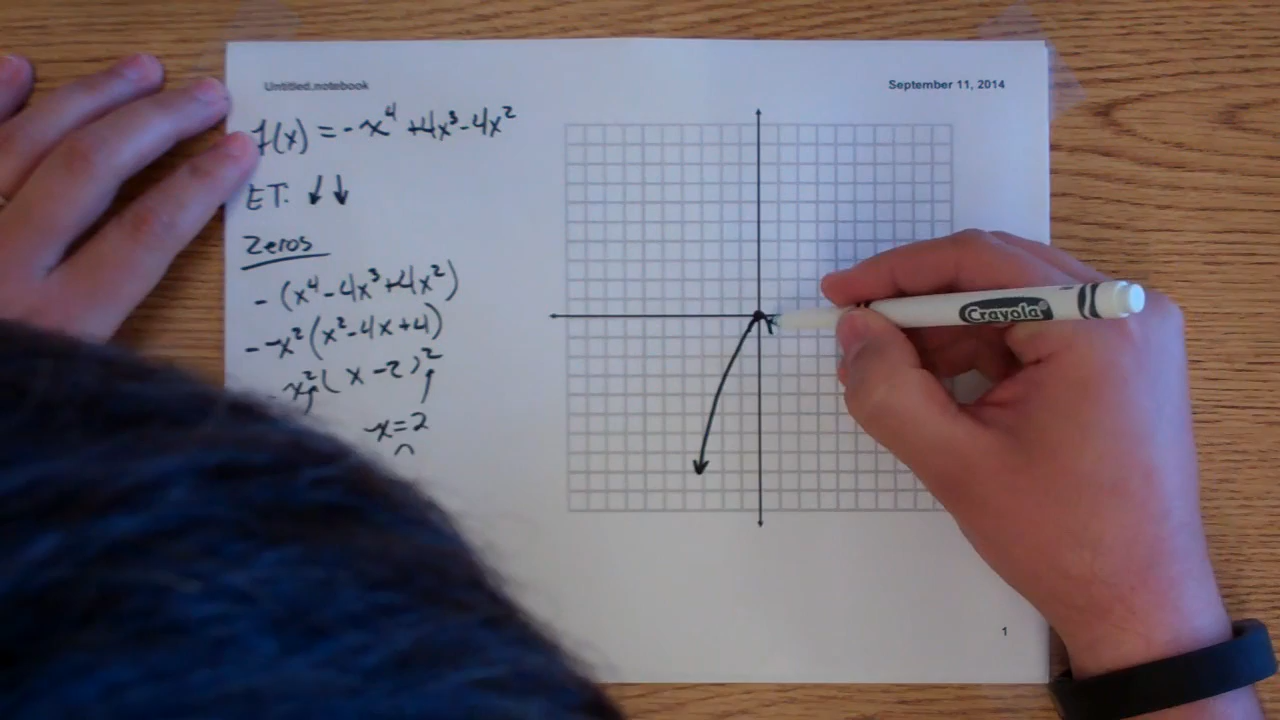 Untitled.notebook
September 11, 2014
f(x) = -x⁴ +4x³-4x²
ET: ↓ ↓
Zeros
- (x⁴-4x³+4x²)
- x²(x²-4x+4)
- x²(x-2)²
x=2
Crayola
1